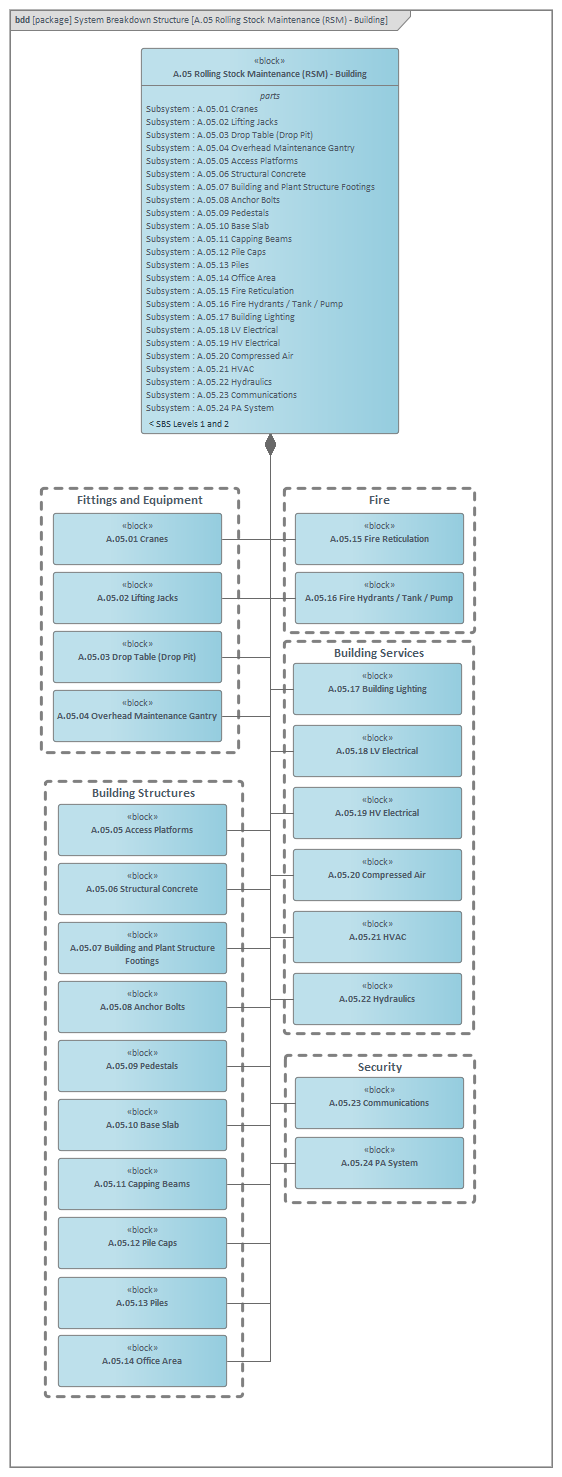 bdd [package] System Breakdown Structure [A.05 Rolling Stock Maintenance (RSM) - Building]
«block»
A.05 Rolling Stock Maintenance (RSM) - Building
parts
Subsystem : A.05.01 Cranes
Subsystem : A.05.02 Lifting Jacks
Subsystem : A.05.03 Drop Table (Drop Pit)
Subsystem : A.05.04 Overhead Maintenance Gantry
Subsystem : A.05.05 Access Platforms
Subsystem : A.05.06 Structural Concrete
Subsystem : A.05.07 Building and Plant Structure Footings
Subsystem : A.05.08 Anchor Bolts
Subsystem : A.05.09 Pedestals
Subsystem : A.05.10 Base Slab
Subsystem : A.05.11 Capping Beams
Subsystem : A.05.12 Pile Caps
Subsystem : A.05.13 Piles
Subsystem : A.05.14 Office Area
Subsystem : A.05.15 Fire Reticulation
Subsystem : A.05.16 Fire Hydrants / Tank / Pump
Subsystem : A.05.17 Building Lighting
Subsystem : A.05.18 LV Electrical
Subsystem : A.05.19 HV Electrical
Subsystem : A.05.20 Compressed Air
Subsystem : A.05.21 HVAC
Subsystem : A.05.22 Hydraulics
Subsystem : A.05.23 Communications
Subsystem : A.05.24 PA System
< SBS Levels 1 and 2
Fittings and Equipment
«block»
A.05.01 Cranes
«block»
A.05.02 Lifting Jacks
«block»
A.05.03 Drop Table (Drop Pit)
«block»
A.05.04 Overhead Maintenance Gantry
Building Structures
«block»
A.05.05 Access Platforms
«block»
A.05.06 Structural Concrete
«block»
A.05.07 Building and Plant Structure
Footings
«block»
A.05.08 Anchor Bolts
«block»
A.05.09 Pedestals
«block»
A.05.10 Base Slab
«block»
A.05.11 Capping Beams
«block»
A.05.12 Pile Caps
«block»
A.05.13 Piles
«block»
A.05.14 Office Area
Fire
«block»
A.05.15 Fire Reticulation
«block»
A.05.16 Fire Hydrants / Tank / Pump
Building Services
«block»
A.05.17 Building Lighting
«block»
A.05.18 LV Electrical
«block»
A.05.19 HV Electrical
«block»
A.05.20 Compressed Air
«block»
A.05.21 HVAC
«block»
A.05.22 Hydraulics
Security
«block»
A.05.23 Communications
«block»
A.05.24 PA System